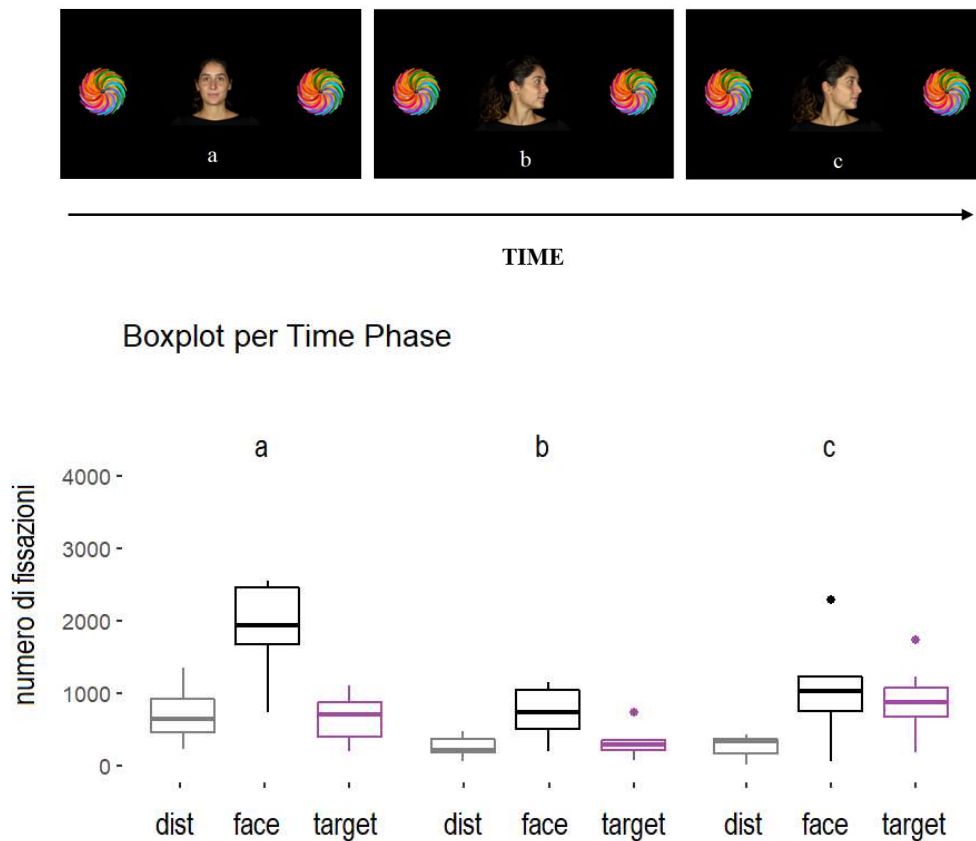 a b c
TIME
Boxplot per Time Phase
a b c
numero di fissazioni
4000
3000
2000
1000
0
dist face target dist face target dist face target